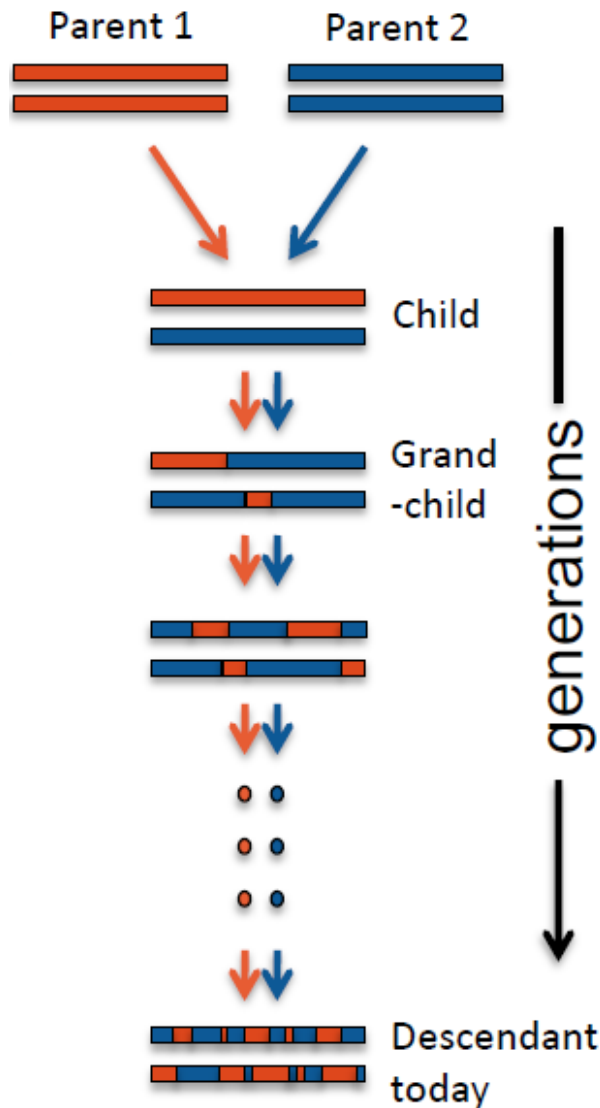 Parent 1
Parent 2
Child
Grand
-child
generations
Descendant
today